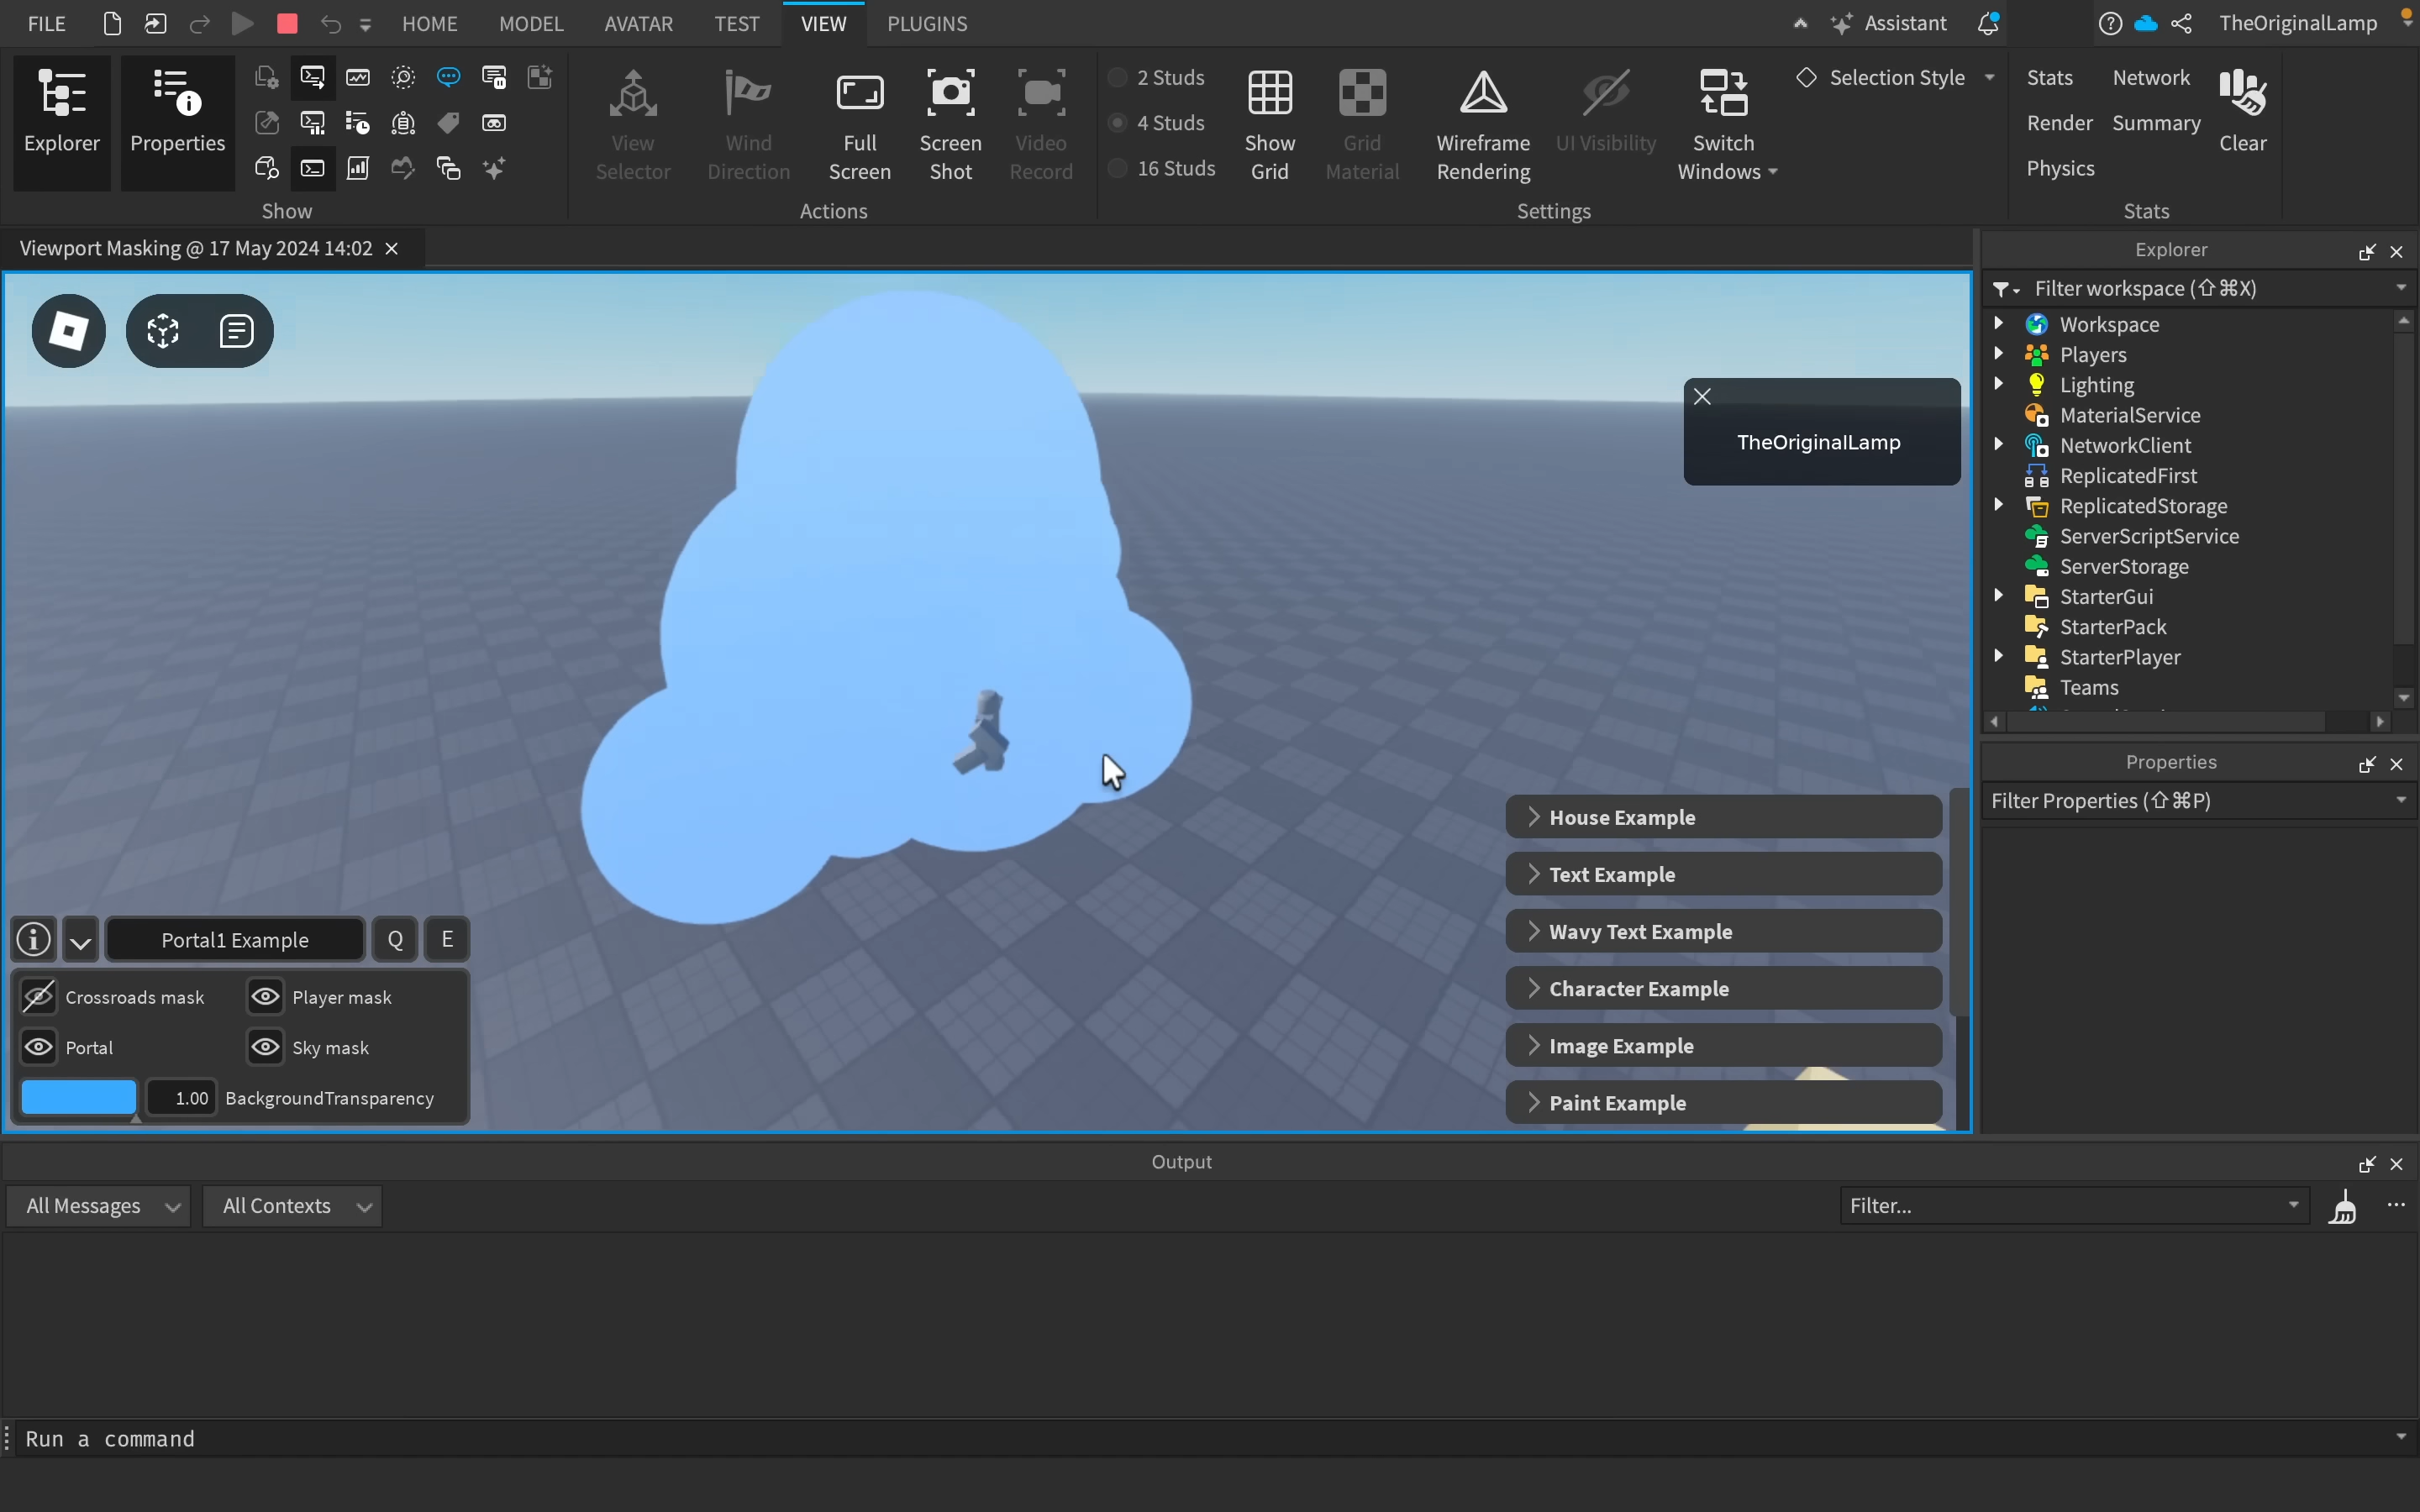 FILE
HOME
MODEL
AVATAR
TEST
VIEW
PLUGINS
Assistant
TheOriginalLamp
Explorer
Properties
Show
View
Selector
Wind
Direction
Full
Screen
Screen
Shot
Video
Record
Actions
2 Studs
4 Studs
16 Studs
Show
Grid
Grid
Material
Wireframe
Rendering
UI Visibility
Switch
Windows
Selection Style
Settings
Stats
Network
Render
Summary
Physics
Clear
Stats
Viewport Masking @ 17 May 2024 14:02
TheOriginalLamp
House Example
Text Example
Wavy Text Example
Character Example
Image Example
Paint Example
Portal1 Example
Q
E
Crossroads mask
Player mask
Portal
Sky mask
1.00
BackgroundTransparency
Explorer
Filter workspace (⇧⌘X)
Workspace
Players
Lighting
MaterialService
NetworkClient
ReplicatedFirst
ReplicatedStorage
ServerScriptService
ServerStorage
StarterGui
StarterPack
StarterPlayer
Teams
Properties
Filter Properties (⇧⌘P)
Output
All Messages
All Contexts
Filter...
Run a command